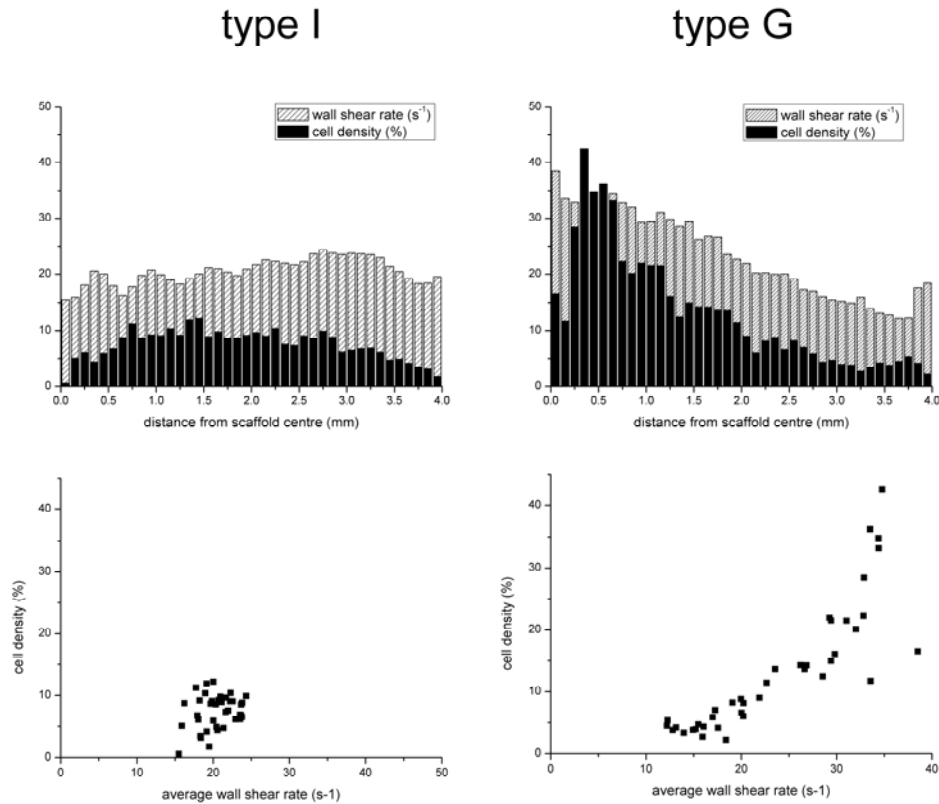 type I
type G
wall shear rate (s-1)
cell density (%)
50
40
30
20
10
0
0.0 0.5 1.0 1.5 2.0 2.5 3.0 3.5 4.0
distance from scaffold centre (mm)
wall shear rate (s-1)
cell density (%)
50
40
30
20
10
0
0.0 0.5 1.0 1.5 2.0 2.5 3.0 3.5 4.0
distance from scaffold centre (mm)
cell density (%)
40
30
20
10
0
0 10 20 30 40 50
average wall shear rate (s-1)
cell density (%)
40
30
20
10
0
0 10 20 30 40
average wall shear rate (s-1)